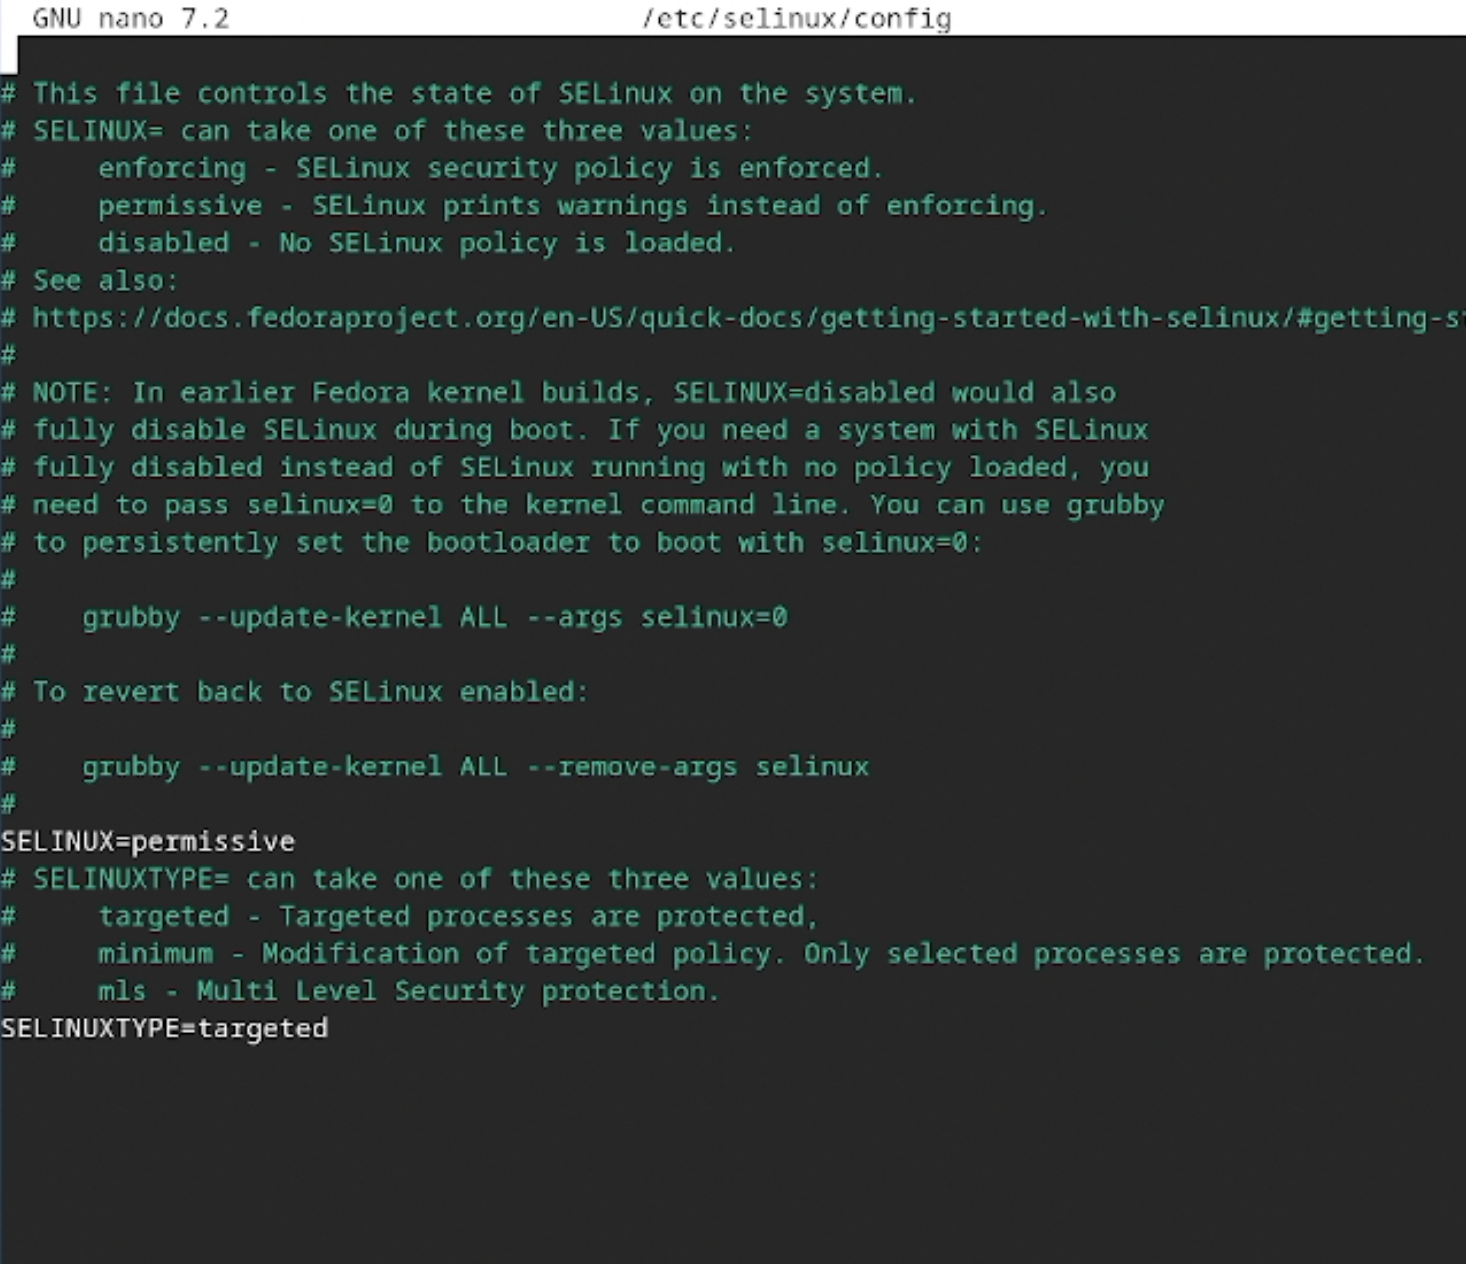 GNU nano 7.2 /etc/selinux/config
# This file controls the state of SELinux on the system.
# SELINUX= can take one of these three values:
#     enforcing - SELinux security policy is enforced.
#     permissive - SELinux prints warnings instead of enforcing.
#     disabled - No SELinux policy is loaded.
# See also:
# https://docs.fedoraproject.org/en-US/quick-docs/getting-started-with-selinux/#getting-s
#
# NOTE: In earlier Fedora kernel builds, SELINUX=disabled would also
# fully disable SELinux during boot. If you need a system with SELinux
# fully disabled instead of SELinux running with no policy loaded, you
# need to pass selinux=0 to the kernel command line. You can use grubby
# to persistently set the bootloader to boot with selinux=0:
#
#    grubby --update-kernel ALL --args selinux=0
#
# To revert back to SELinux enabled:
#
#    grubby --update-kernel ALL --remove-args selinux
#
SELINUX=permissive
# SELINUXTYPE= can take one of these three values:
#     targeted - Targeted processes are protected,
#     minimum - Modification of targeted policy. Only selected processes are protected.
#     mls - Multi Level Security protection.
SELINUXTYPE=targeted